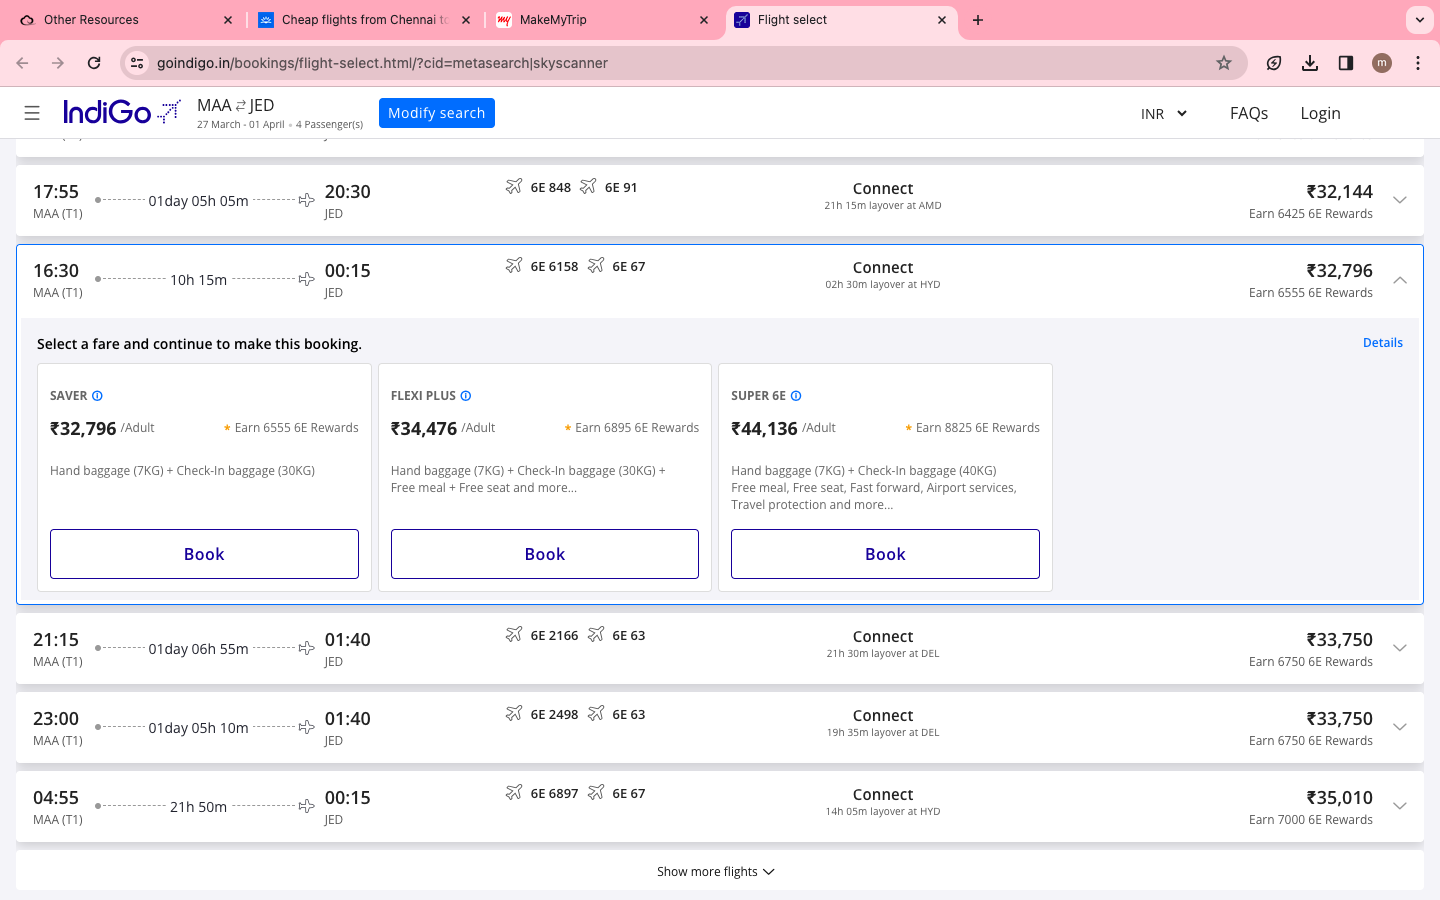 Other Resources
Cheap flights from Chennai to
MakeMyTrip
Flight select
goindigo.in/bookings/flight-select.html/?cid=metasearch|skyscanner
m
IndiGo
MAA ⇄ JED
27 March - 01 April • 4 Passenger(s)
Modify search
INR
FAQs
Login
17:55
01day 05h 05m
20:30
6E 848
6E 91
Connect
₹32,144
MAA (T1)
JED
21h 15m layover at AMD
Earn 6425 6E Rewards
16:30
10h 15m
00:15
6E 6158
6E 67
Connect
₹32,796
MAA (T1)
JED
02h 30m layover at HYD
Earn 6555 6E Rewards
Select a fare and continue to make this booking.
Details
SAVER
₹32,796 /Adult
* Earn 6555 6E Rewards
Hand baggage (7KG) + Check-In baggage (30KG)
Book
FLEXI PLUS
₹34,476 /Adult
* Earn 6895 6E Rewards
Hand baggage (7KG) + Check-In baggage (30KG) +
Free meal + Free seat and more...
Book
SUPER 6E
₹44,136 /Adult
* Earn 8825 6E Rewards
Hand baggage (7KG) + Check-In baggage (40KG)
Free meal, Free seat, Fast forward, Airport services,
Travel protection and more...
Book
21:15
01day 06h 55m
01:40
6E 2166
6E 63
Connect
₹33,750
MAA (T1)
JED
21h 30m layover at DEL
Earn 6750 6E Rewards
23:00
01day 05h 10m
01:40
6E 2498
6E 63
Connect
₹33,750
MAA (T1)
JED
19h 35m layover at DEL
Earn 6750 6E Rewards
04:55
21h 50m
00:15
6E 6897
6E 67
Connect
₹35,010
MAA (T1)
JED
14h 05m layover at HYD
Earn 7000 6E Rewards
Show more flights